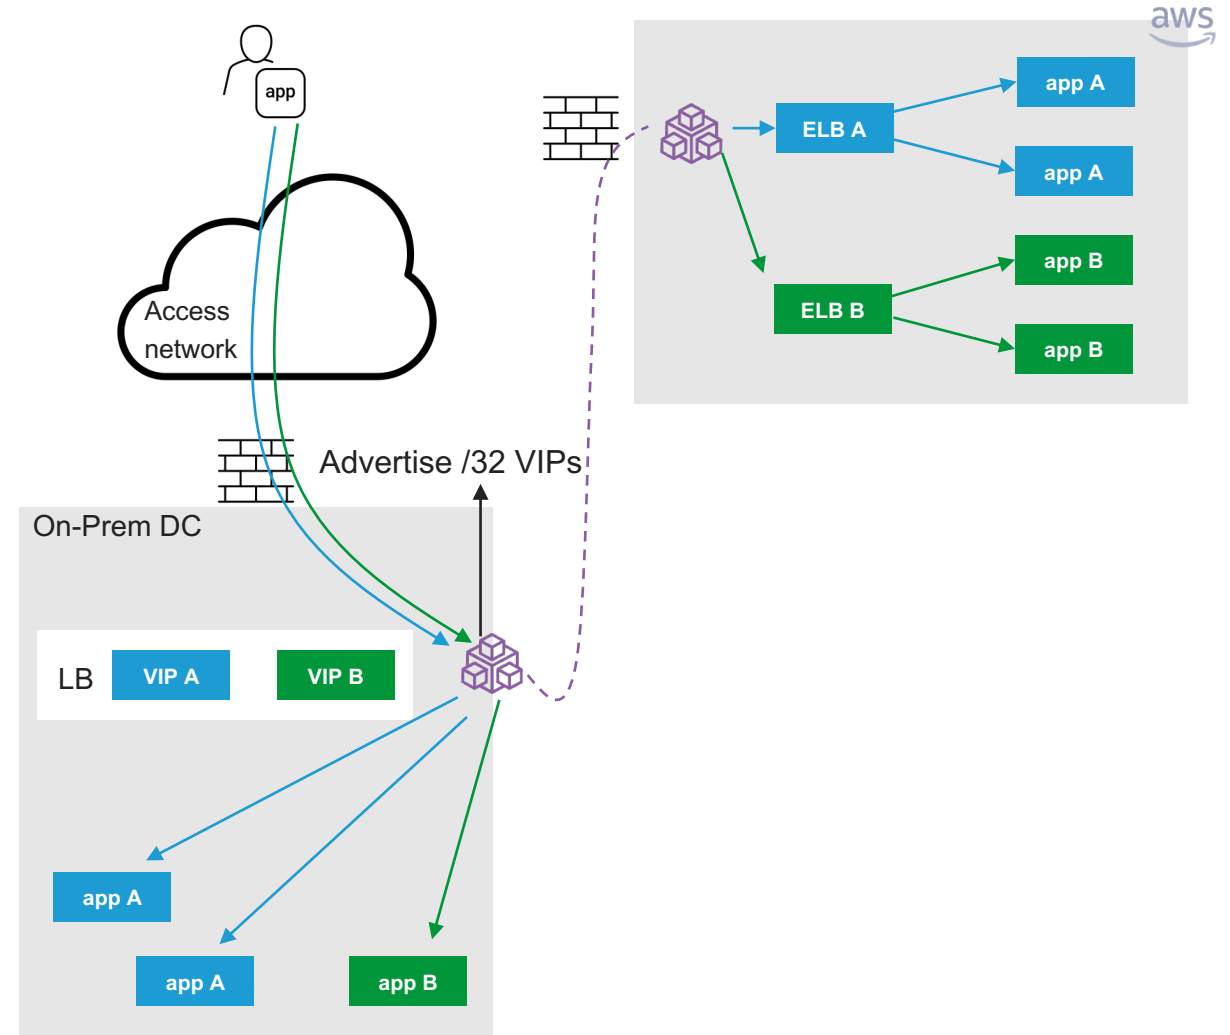 aws
app
app A
ELB A
app A
app B
ELB B
app B
Access
network
Advertise /32 VIPs
On-Prem DC
LB
VIP A
VIP B
app A
app A
app B